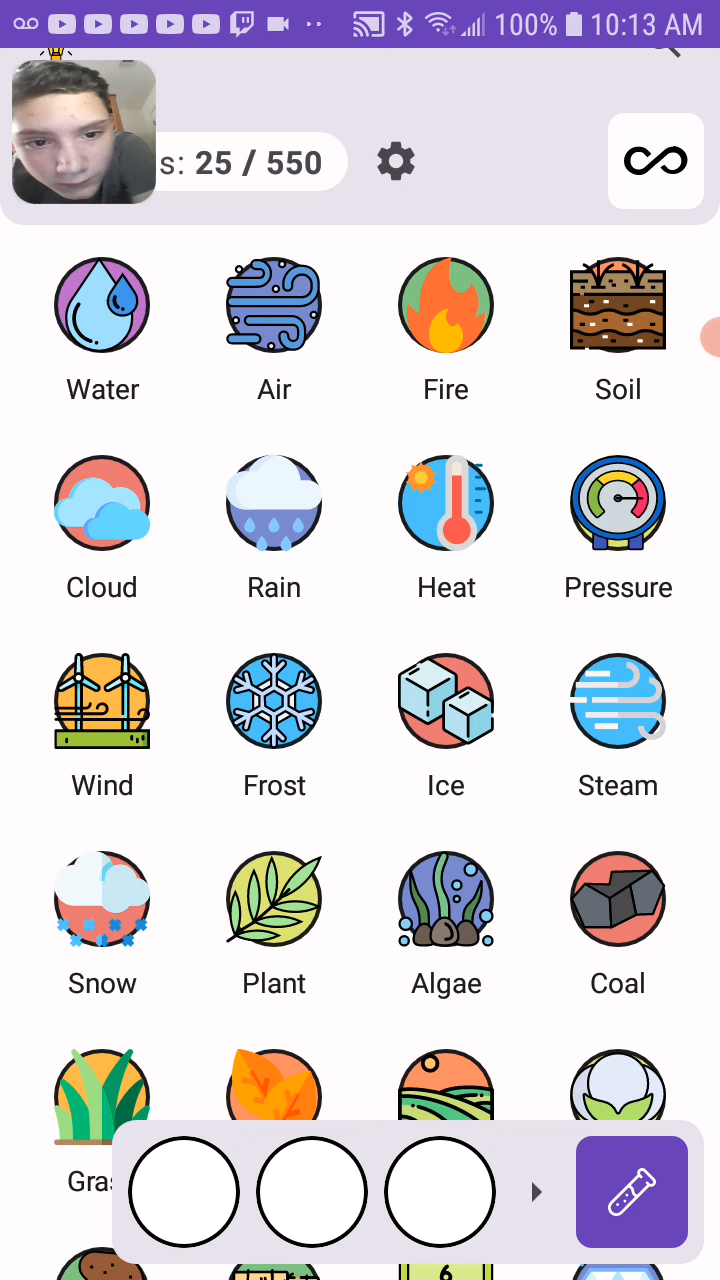 100% 10:13 AM
s: 25 / 550
Water Air Fire Soil
Cloud Rain Heat Pressure
Wind Frost Ice Steam
Snow Plant Algae Coal
Gras
6